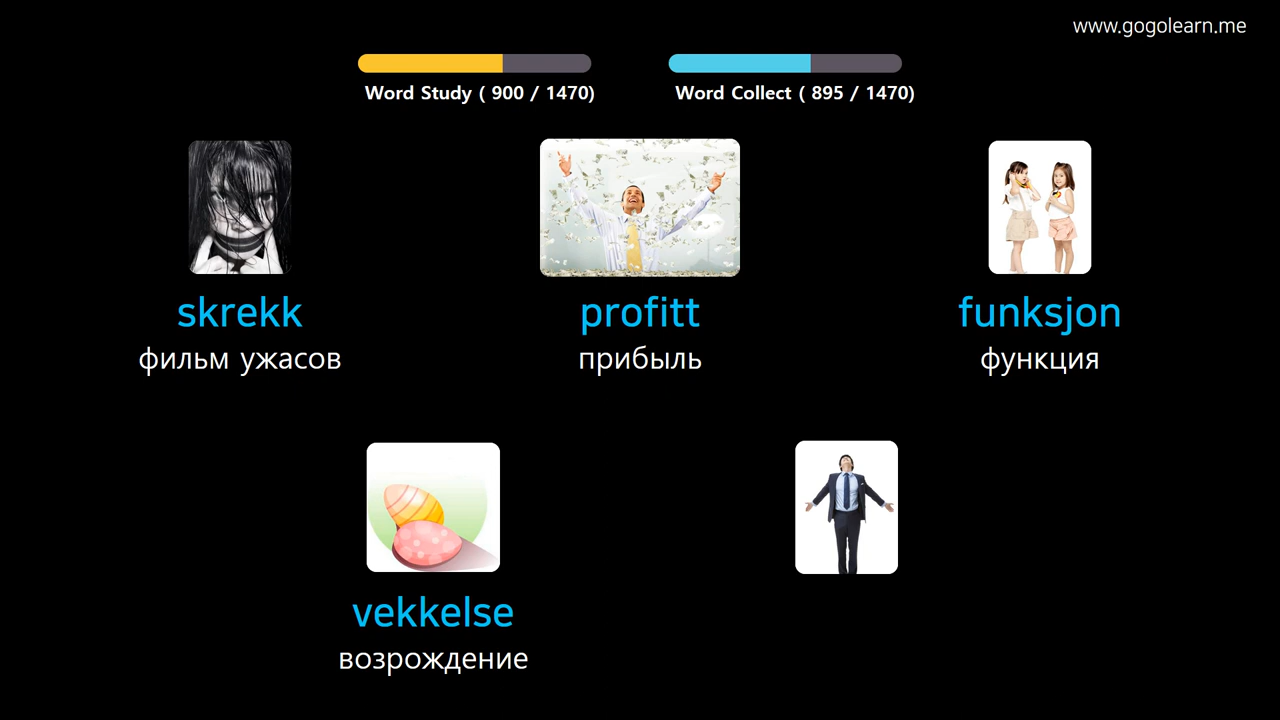 www.gogolearn.me
Word Study ( 900 / 1470)
Word Collect ( 895 / 1470)
skrekk
фильм ужасов
profitt
прибыль
funksjon
функция
vekkelse
возрождение